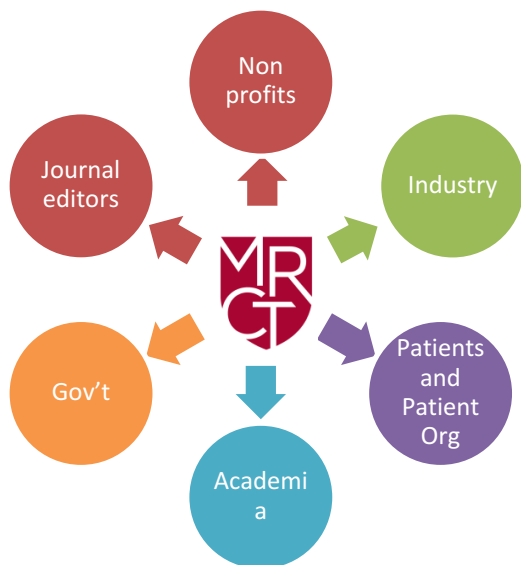 Non
profits
Journal
editors
Industry
MR
CT
Gov’t
Patients
and
Patient
Org
Academi
a